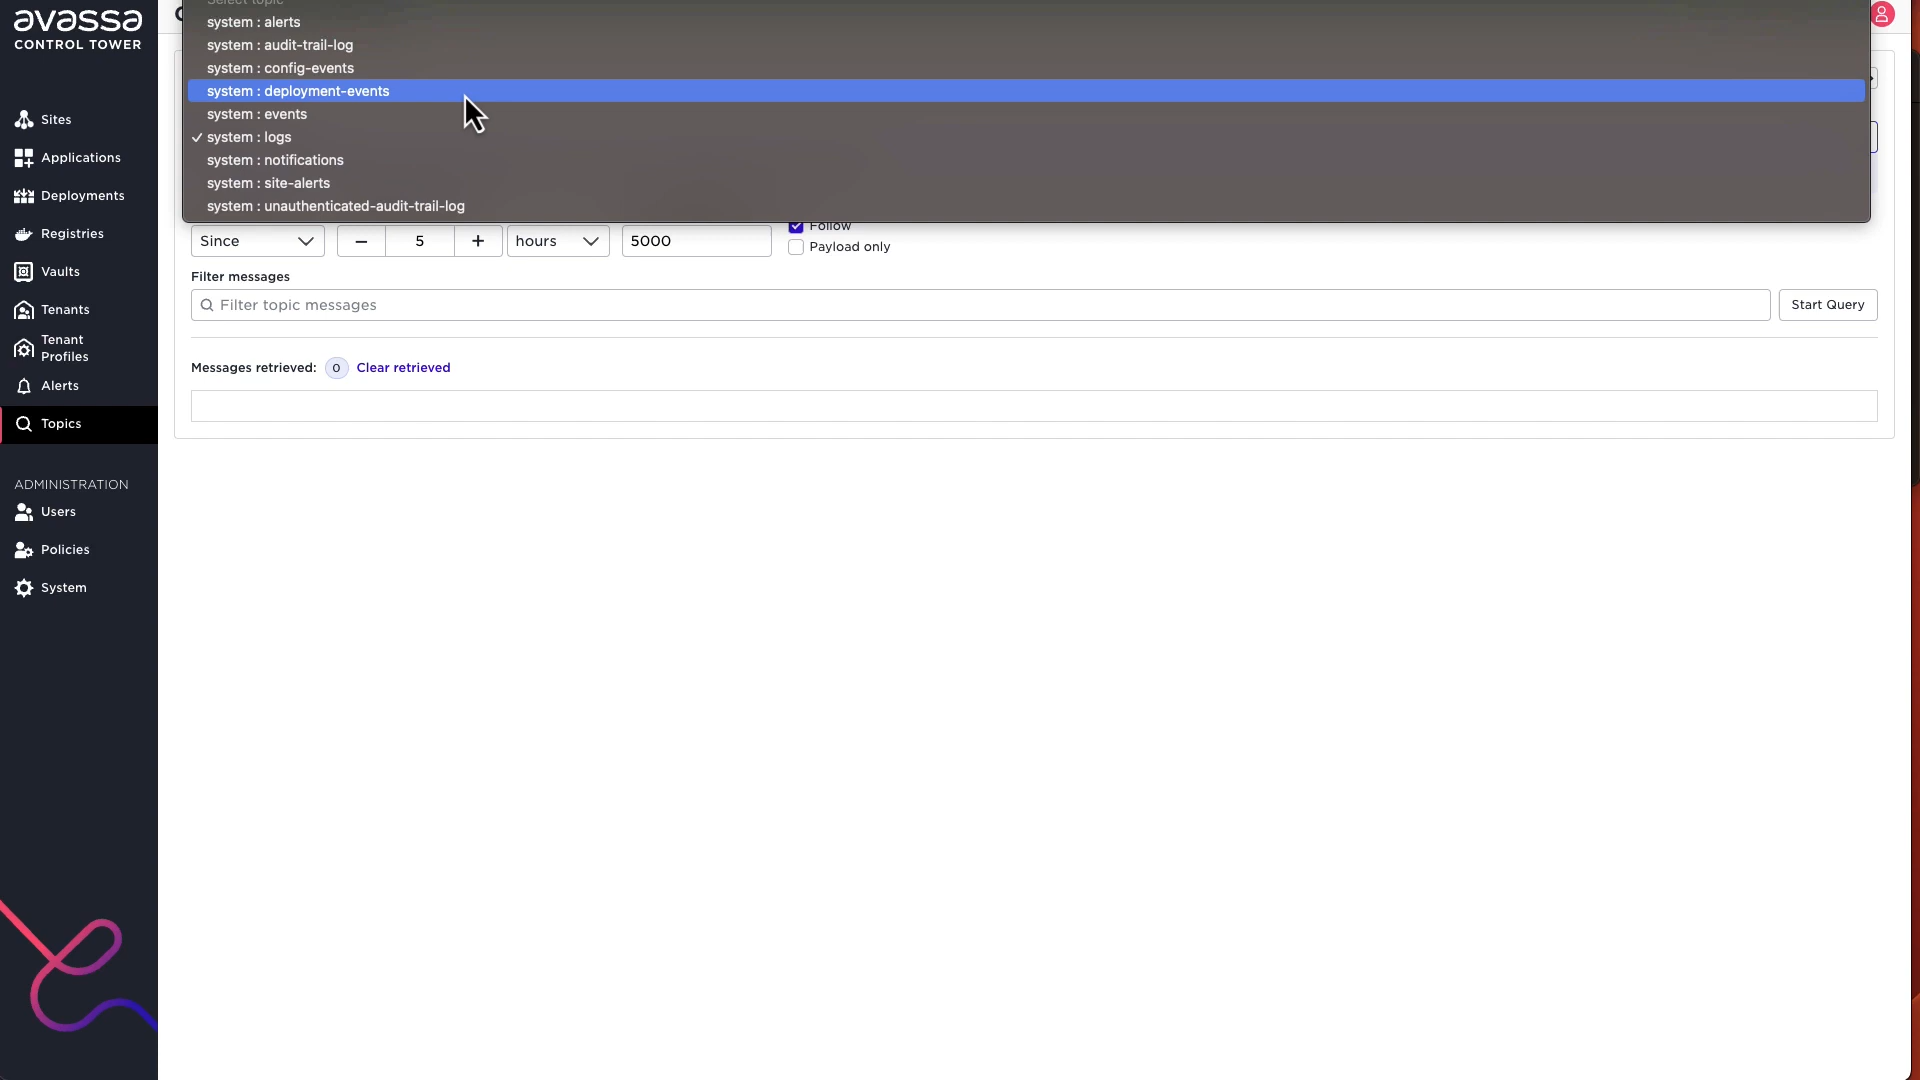 avassa
CONTROL TOWER
Sites
Applications
Deployments
Registries
Vaults
Tenants
Tenant
Profiles
Alerts
Topics
ADMINISTRATION
Users
Policies
System
Select topic
system : alerts
system : audit-trail-log
system : config-events
system : deployment-events
system : events
✓ system : logs
system : notifications
system : site-alerts
system : unauthenticated-audit-trail-log
Since − 5 + hours 5000
Follow
Payload only
Filter messages
Filter topic messages
Start Query
Messages retrieved: 0 Clear retrieved